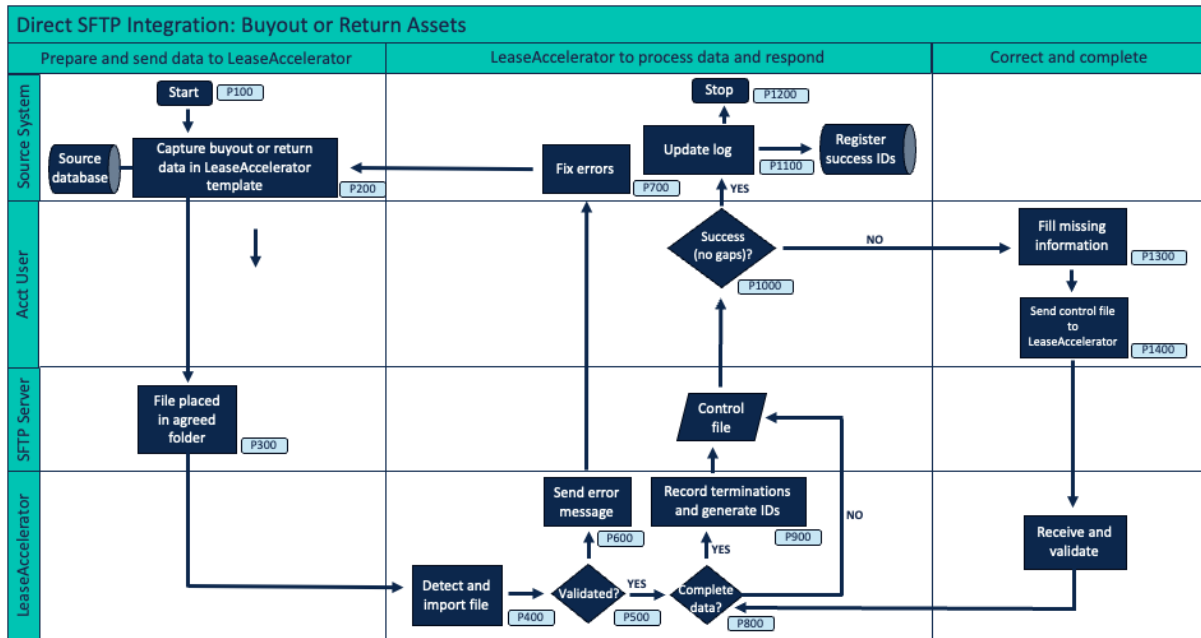 Direct SFTP Integration: Buyout or Return Assets
Prepare and send data to LeaseAccelerator
LeaseAccelerator to process data and respond
Correct and complete
Source System
Start
P100
Source
database
Capture buyout or return
data in LeaseAccelerator
template
P200
Fix errors
P700
Stop
P1200
Update log
P1100
Register
success IDs
YES
Acct User
Success
(no gaps)?
P1000
NO
Fill missing
information
P1300
Send control file
to
LeaseAccelerator
P1400
SFTP Server
File placed
in agreed
folder
P300
Control
file
LeaseAccelerator
Send error
message
P600
Record terminations
and generate IDs
P900
NO
YES
Receive and
validate
Detect and
import file
P400
Validated?
YES
P500
Complete
data?
P800